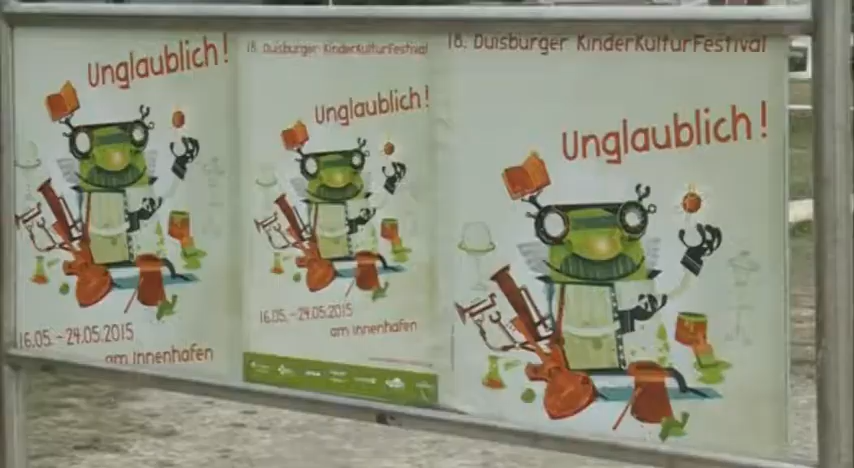 Unglaublich!
16.05.-24.05.2015
am Innenhafen
18. Duisburger KinderKulturFestival
Unglaublich!
16.05.-24.05.2015
am Innenhafen
18. Duisburger KinderKulturFestival
Unglaublich!